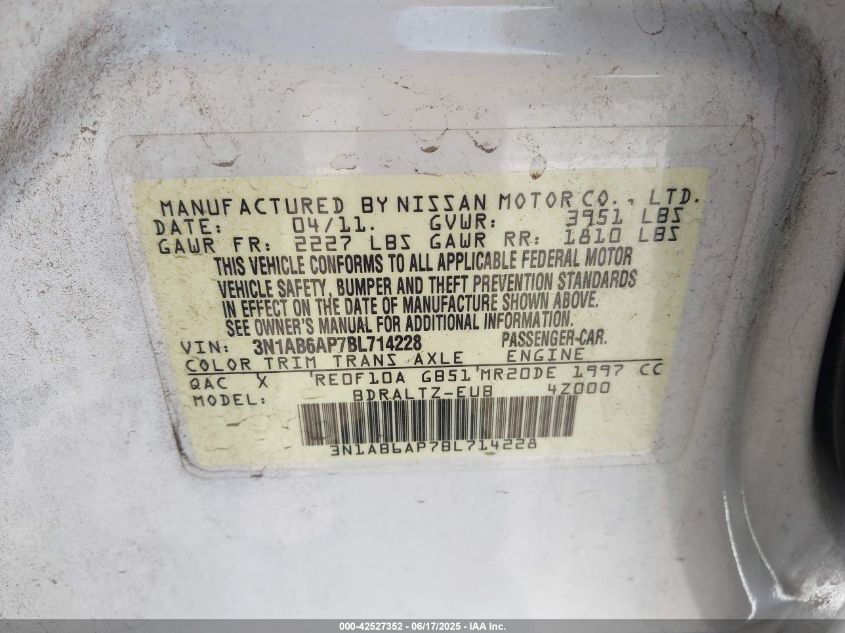 MANUFACTURED BY NISSAN MOTOR CO., LTD.
DATE: 04/11. GVWR: 3951 LBS
GAWR FR: 2227 LBS GAWR RR: 1810 LBS
THIS VEHICLE CONFORMS TO ALL APPLICABLE FEDERAL MOTOR
VEHICLE SAFETY, BUMPER AND THEFT PREVENTION STANDARDS
IN EFFECT ON THE DATE OF MANUFACTURE SHOWN ABOVE.
SEE OWNER'S MANUAL FOR ADDITIONAL INFORMATION.
VIN: 3N1AB6AP7BL714228 PASSENGER-CAR.
COLOR TRIM TRANS AXLE ENGINE
QAC X RE0F10A GB51 MR20DE 1997 CC
MODEL: BDRALTZ-EUB 4Z000
3N1AB6AP7BL714228
000-42527352 - 06/17/2025 - IAA Inc.